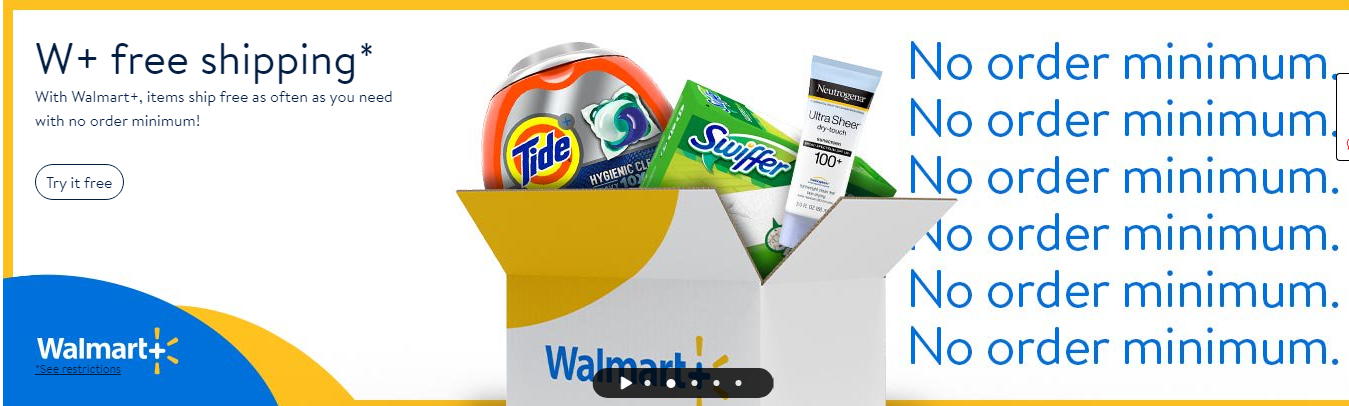 W+ free shipping*
With Walmart+, items ship free as often as you need
with no order minimum!
Try it free
Walmart+
*See restrictions
Tide
HYGIENIC CLE
10X
Swiffer
Neutrogena
Ultra Sheer
dry-touch
sunscreen
100+
Walmart+
No order minimum.
No order minimum.
No order minimum.
No order minimum.
No order minimum.
No order minimum.